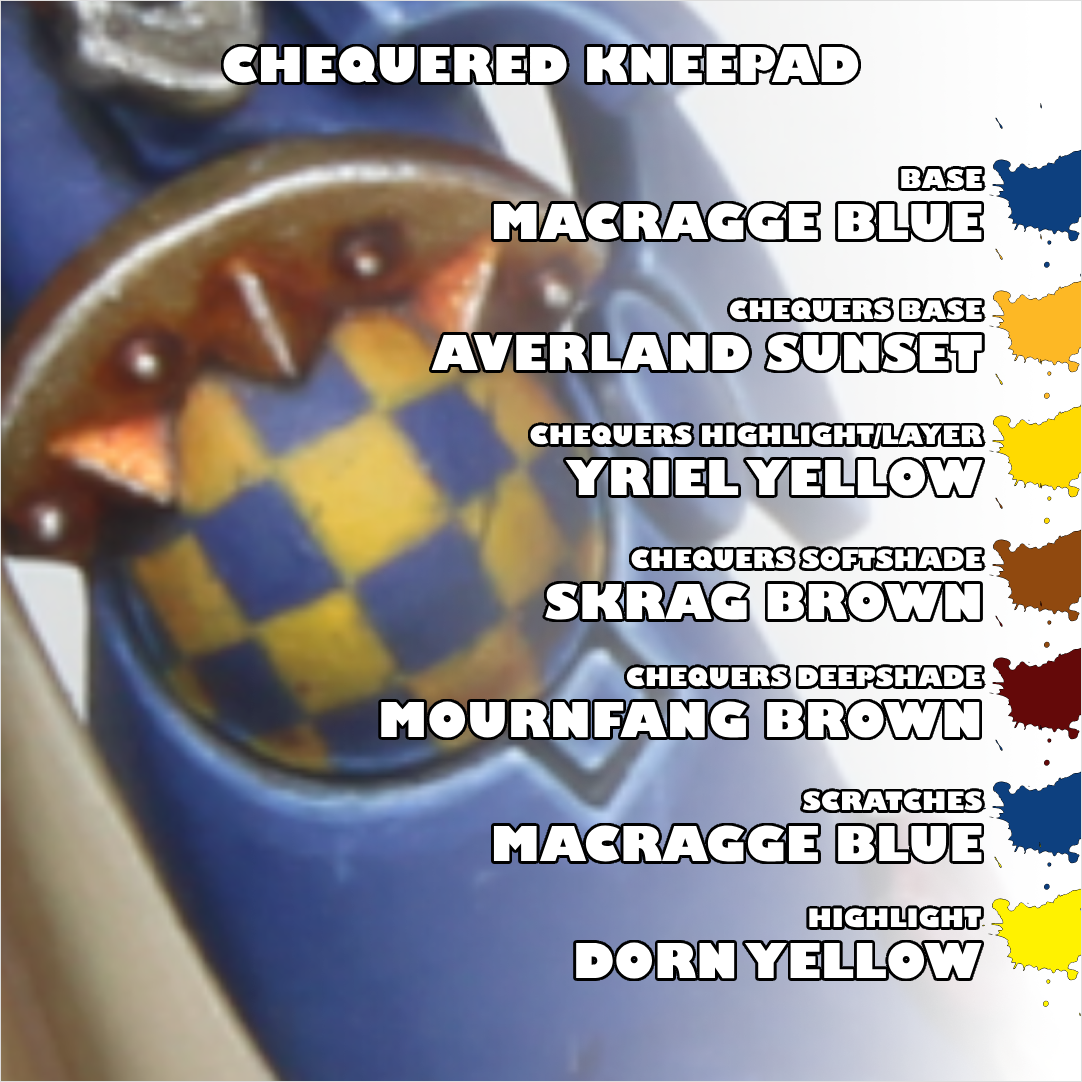 CHEQUERED KNEEPAD
BASE
MACRAGGE BLUE
CHEQUERS BASE
AVERLAND SUNSET
CHEQUERS HIGHLIGHT/LAYER
YRIEL YELLOW
CHEQUERS SOFTSHADE
SKRAG BROWN
CHEQUERS DEEPSHADE
MOURNFANG BROWN
SCRATCHES
MACRAGGE BLUE
HIGHLIGHT
DORN YELLOW